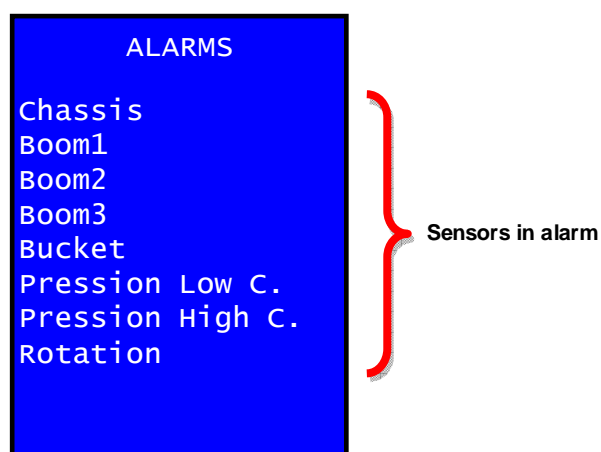 ALARMS
Chassis
Boom1
Boom2
Boom3
Bucket
Pression Low C.
Pression High C.
Rotation
Sensors in alarm